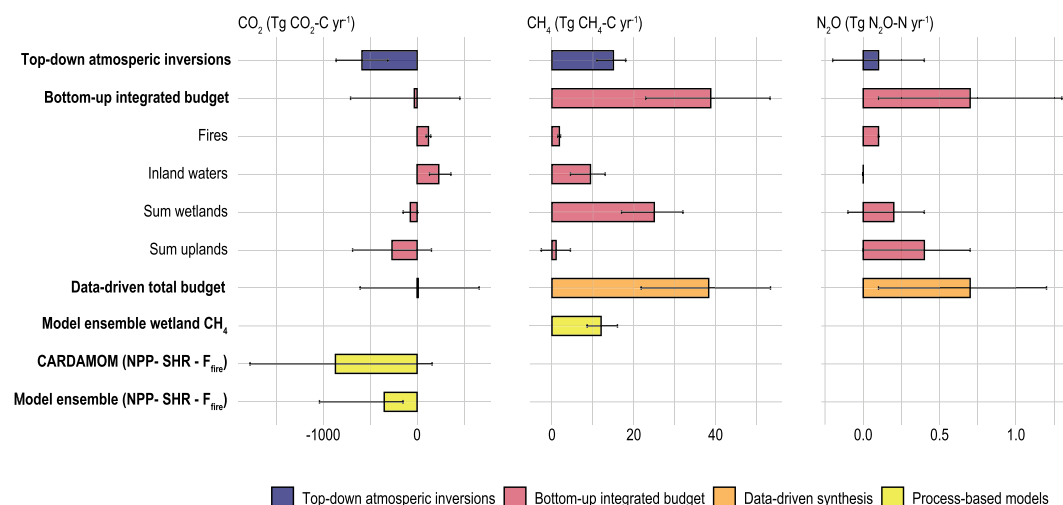 CO₂ (Tg CO₂-C yr⁻¹) CH₄ (Tg CH₄-C yr⁻¹) N₂O (Tg N₂O-N yr⁻¹)
Top-down atmosperic inversions
Bottom-up integrated budget
Fires
Inland waters
Sum wetlands
Sum uplands
Data-driven total budget
Model ensemble wetland CH₄
CARDAMOM (NPP- SHR - F_fire)
Model ensemble (NPP- SHR - F_fire)
-1000 0 0 20 40 0.0 0.5 1.0
Top-down atmosperic inversions Bottom-up integrated budget Data-driven synthesis Process-based models